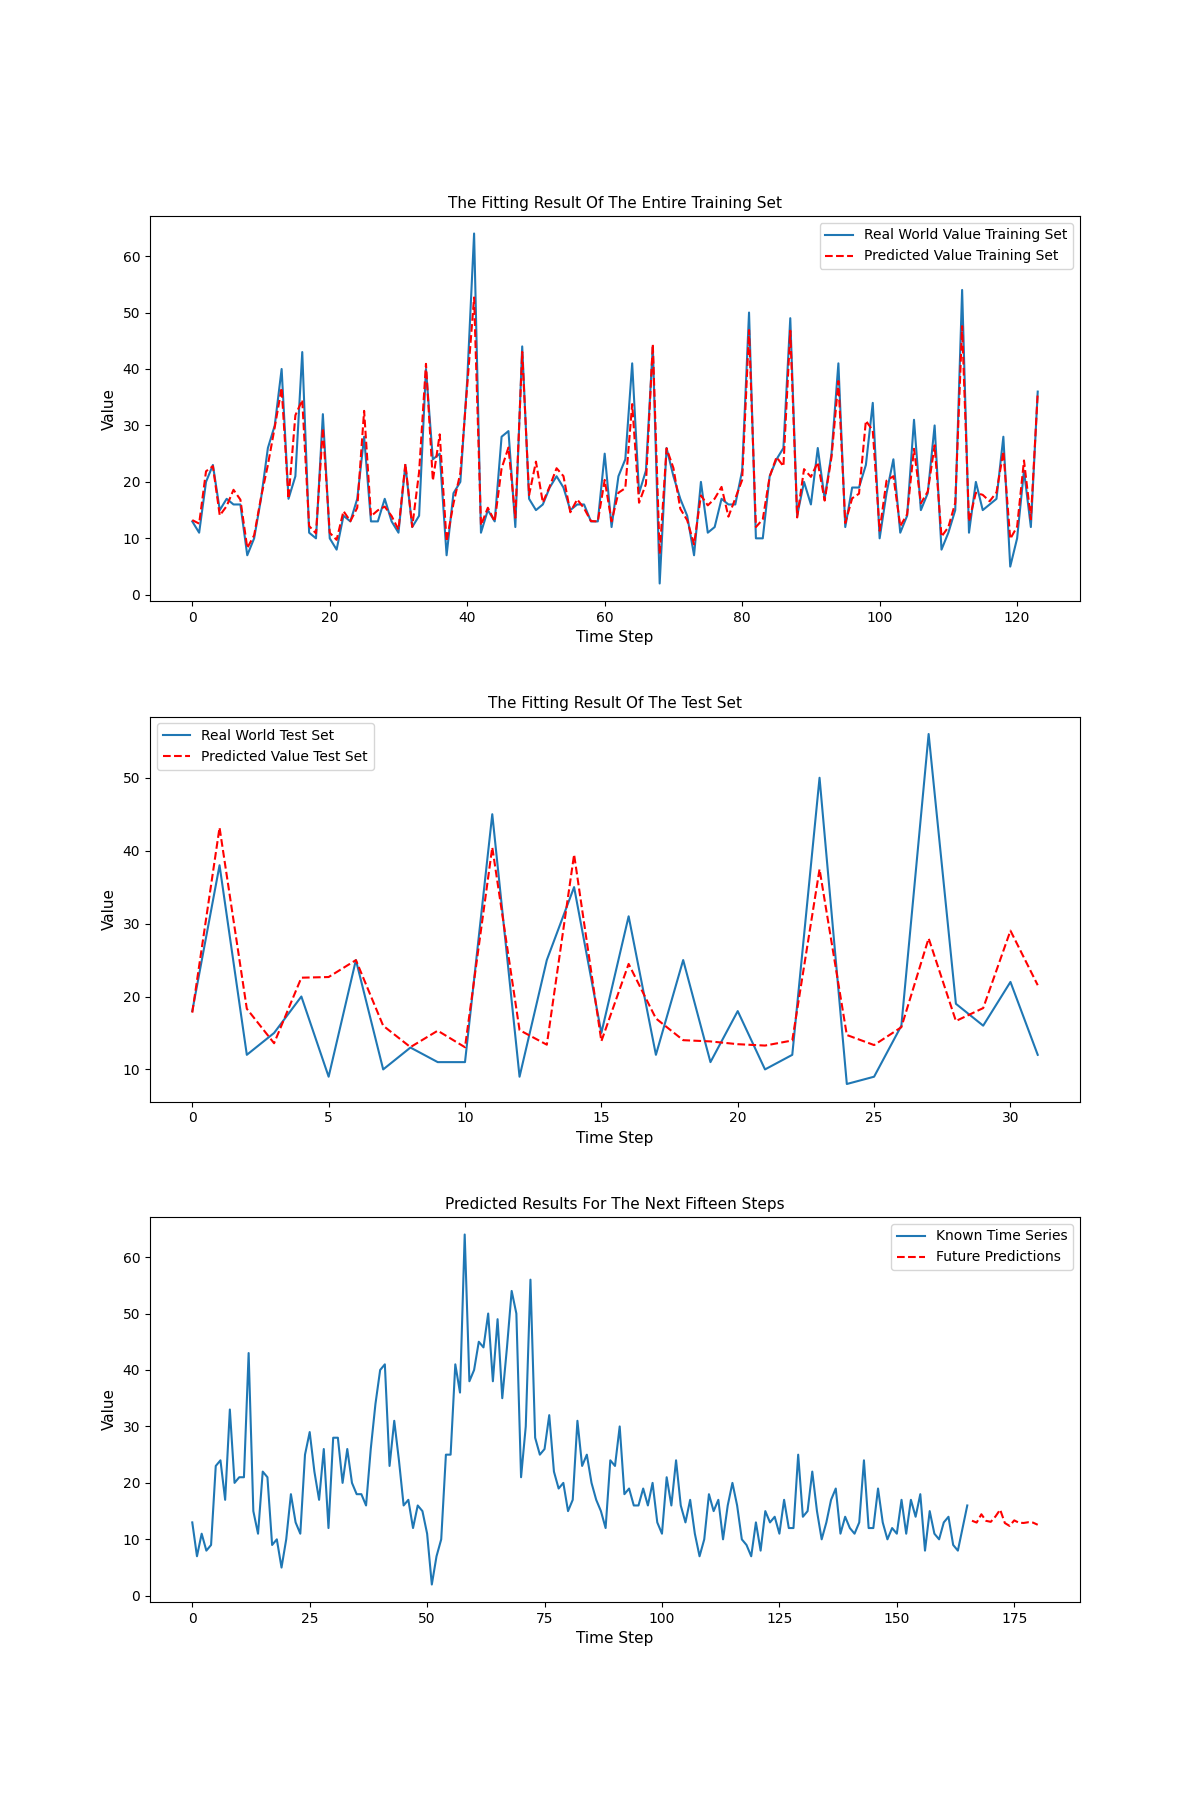 The Fitting Result Of The Entire Training Set
Real World Value Training Set
Predicted Value Training Set
Value
60
50
40
30
20
10
0
0 20 40 60 80 100 120
Time Step
The Fitting Result Of The Test Set
Real World Test Set
Predicted Value Test Set
Value
50
40
30
20
10
0 5 10 15 20 25 30
Time Step
Predicted Results For The Next Fifteen Steps
Known Time Series
Future Predictions
Value
60
50
40
30
20
10
0
0 25 50 75 100 125 150 175
Time Step